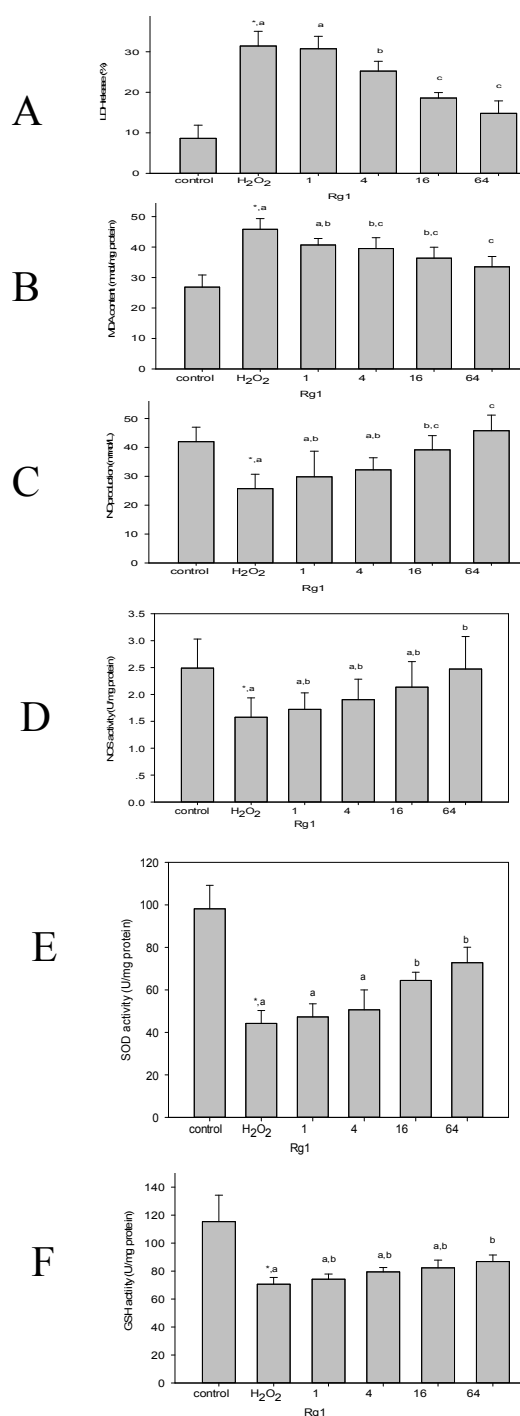 A
LDH release (%)
*,a a b c c
30
20
10
0
control H2O2 1 4 16 64
Rg1
B
MDA content (nmol/mg protein)
*,a a,b b,c b,c c
50
40
30
20
10
0
control H2O2 1 4 16 64
Rg1
C
NO production
*,a a,b a,b b,c c
50
40
30
20
10
0
control H2O2 1 4 16 64
Rg1
D
NOS activity (U/mg protein)
*,a a,b a,b a,b b
3.5
3.0
2.5
2.0
1.5
1.0
.5
0.0
control H2O2 1 4 16 64
Rg1
E
SOD activity (U/mg protein)
*,a a a b b
120
100
80
60
40
20
0
control H2O2 1 4 16 64
Rg1
F
GSH activity (U/mg protein)
*,a a,b a,b a,b b
140
120
100
80
60
40
20
0
control H2O2 1 4 16 64
Rg1